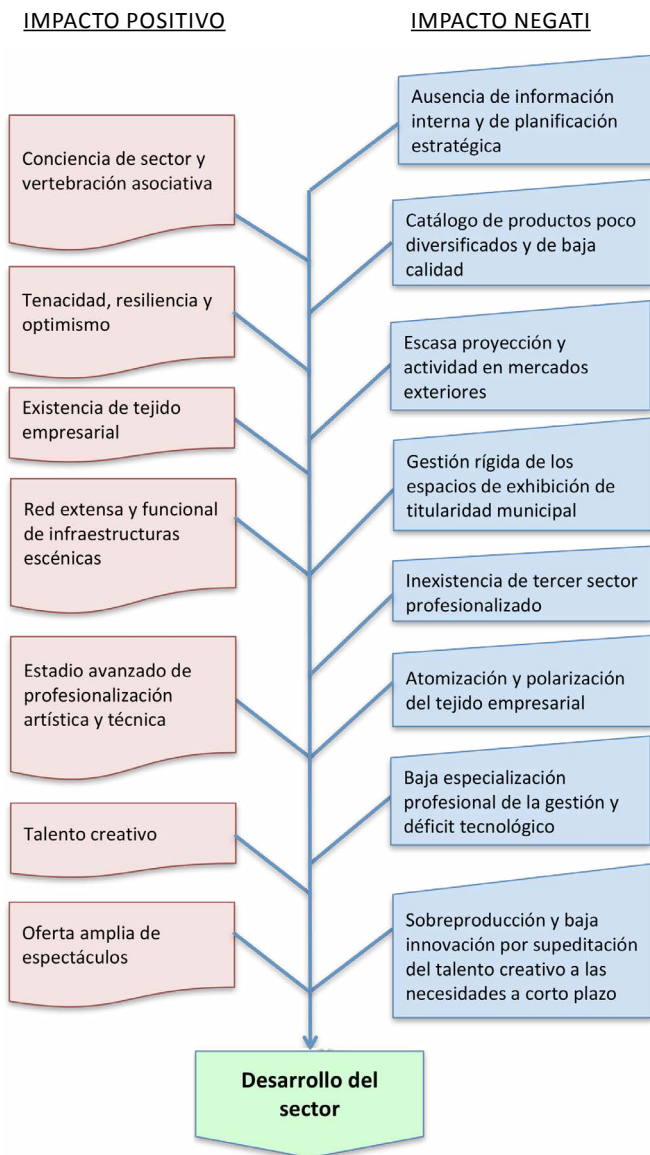 IMPACTO POSITIVO
Conciencia de sector y
vertebración asociativa
Tenacidad, resiliencia y
optimismo
Existencia de tejido
empresarial
Red extensa y funcional
de infraestructuras
escénicas
Estadio avanzado de
profesionalización
artística y técnica
Talento creativo
Oferta amplia de
espectáculos
IMPACTO NEGATI
Ausencia de información
interna y de planificación
estratégica
Catálogo de productos poco
diversificados y de baja
calidad
Escasa proyección y
actividad en mercados
exteriores
Gestión rígida de los
espacios de exhibición de
titularidad municipal
Inexistencia de tercer sector
profesionalizado
Atomización y polarización
del tejido empresarial
Baja especialización
profesional de la gestión y
déficit tecnológico
Sobreproducción y baja
innovación por supeditación
del talento creativo a las
necesidades a corto plazo
Desarrollo del
sector